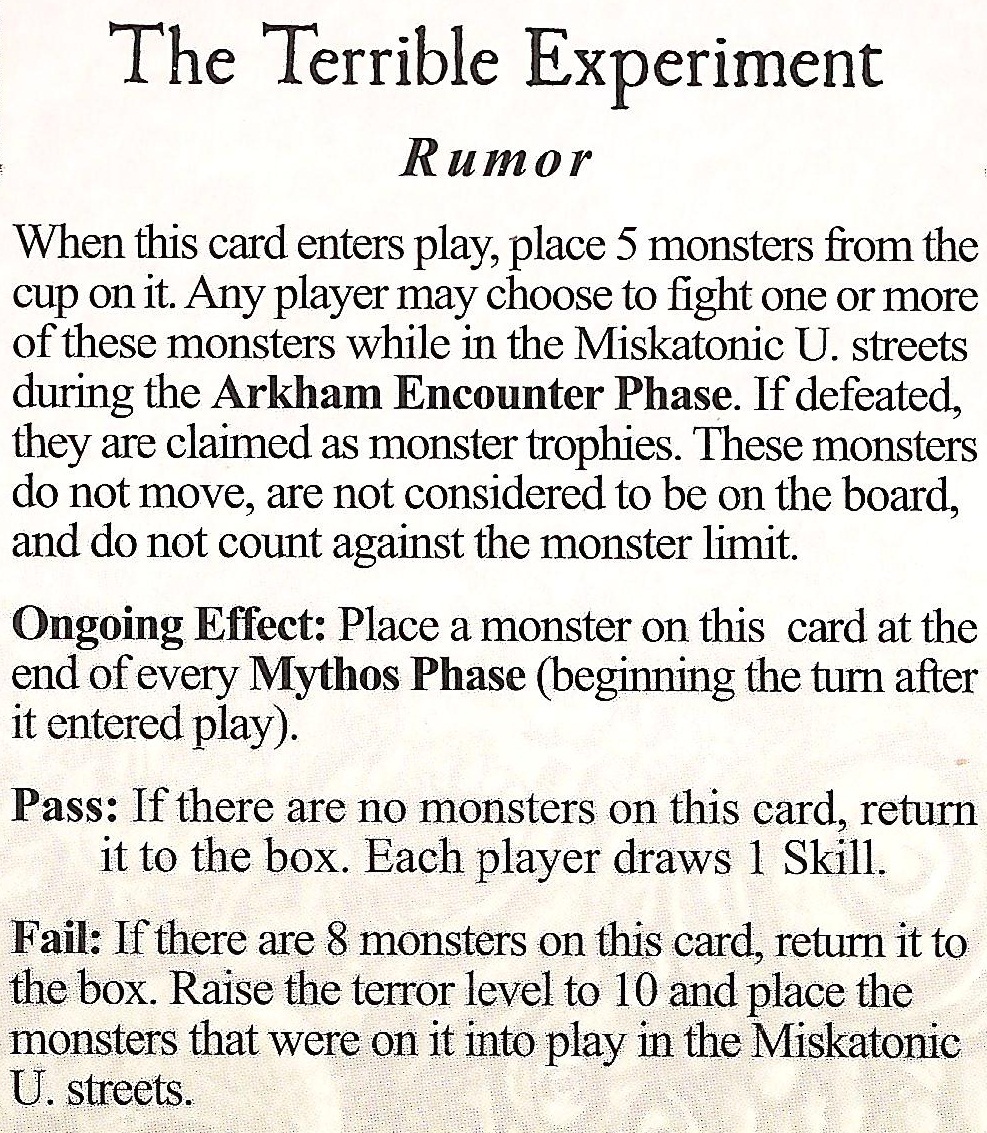 The Terrible Experiment
Rumor
When this card enters play, place 5 monsters from the
cup on it. Any player may choose to fight one or more
of these monsters while in the Miskatonic U. streets
during the Arkham Encounter Phase. If defeated,
they are claimed as monster trophies. These monsters
do not move, are not considered to be on the board,
and do not count against the monster limit.
Ongoing Effect: Place a monster on this card at the
end of every Mythos Phase (beginning the turn after
it entered play).
Pass: If there are no monsters on this card, return
it to the box. Each player draws 1 Skill.
Fail: If there are 8 monsters on this card, return it to
the box. Raise the terror level to 10 and place the
monsters that were on it into play in the Miskatonic
U. streets.